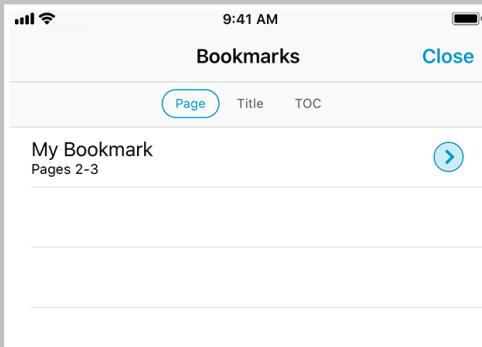 9:41 AM
Bookmarks
Close
Page
Title
TOC
My Bookmark
Pages 2-3